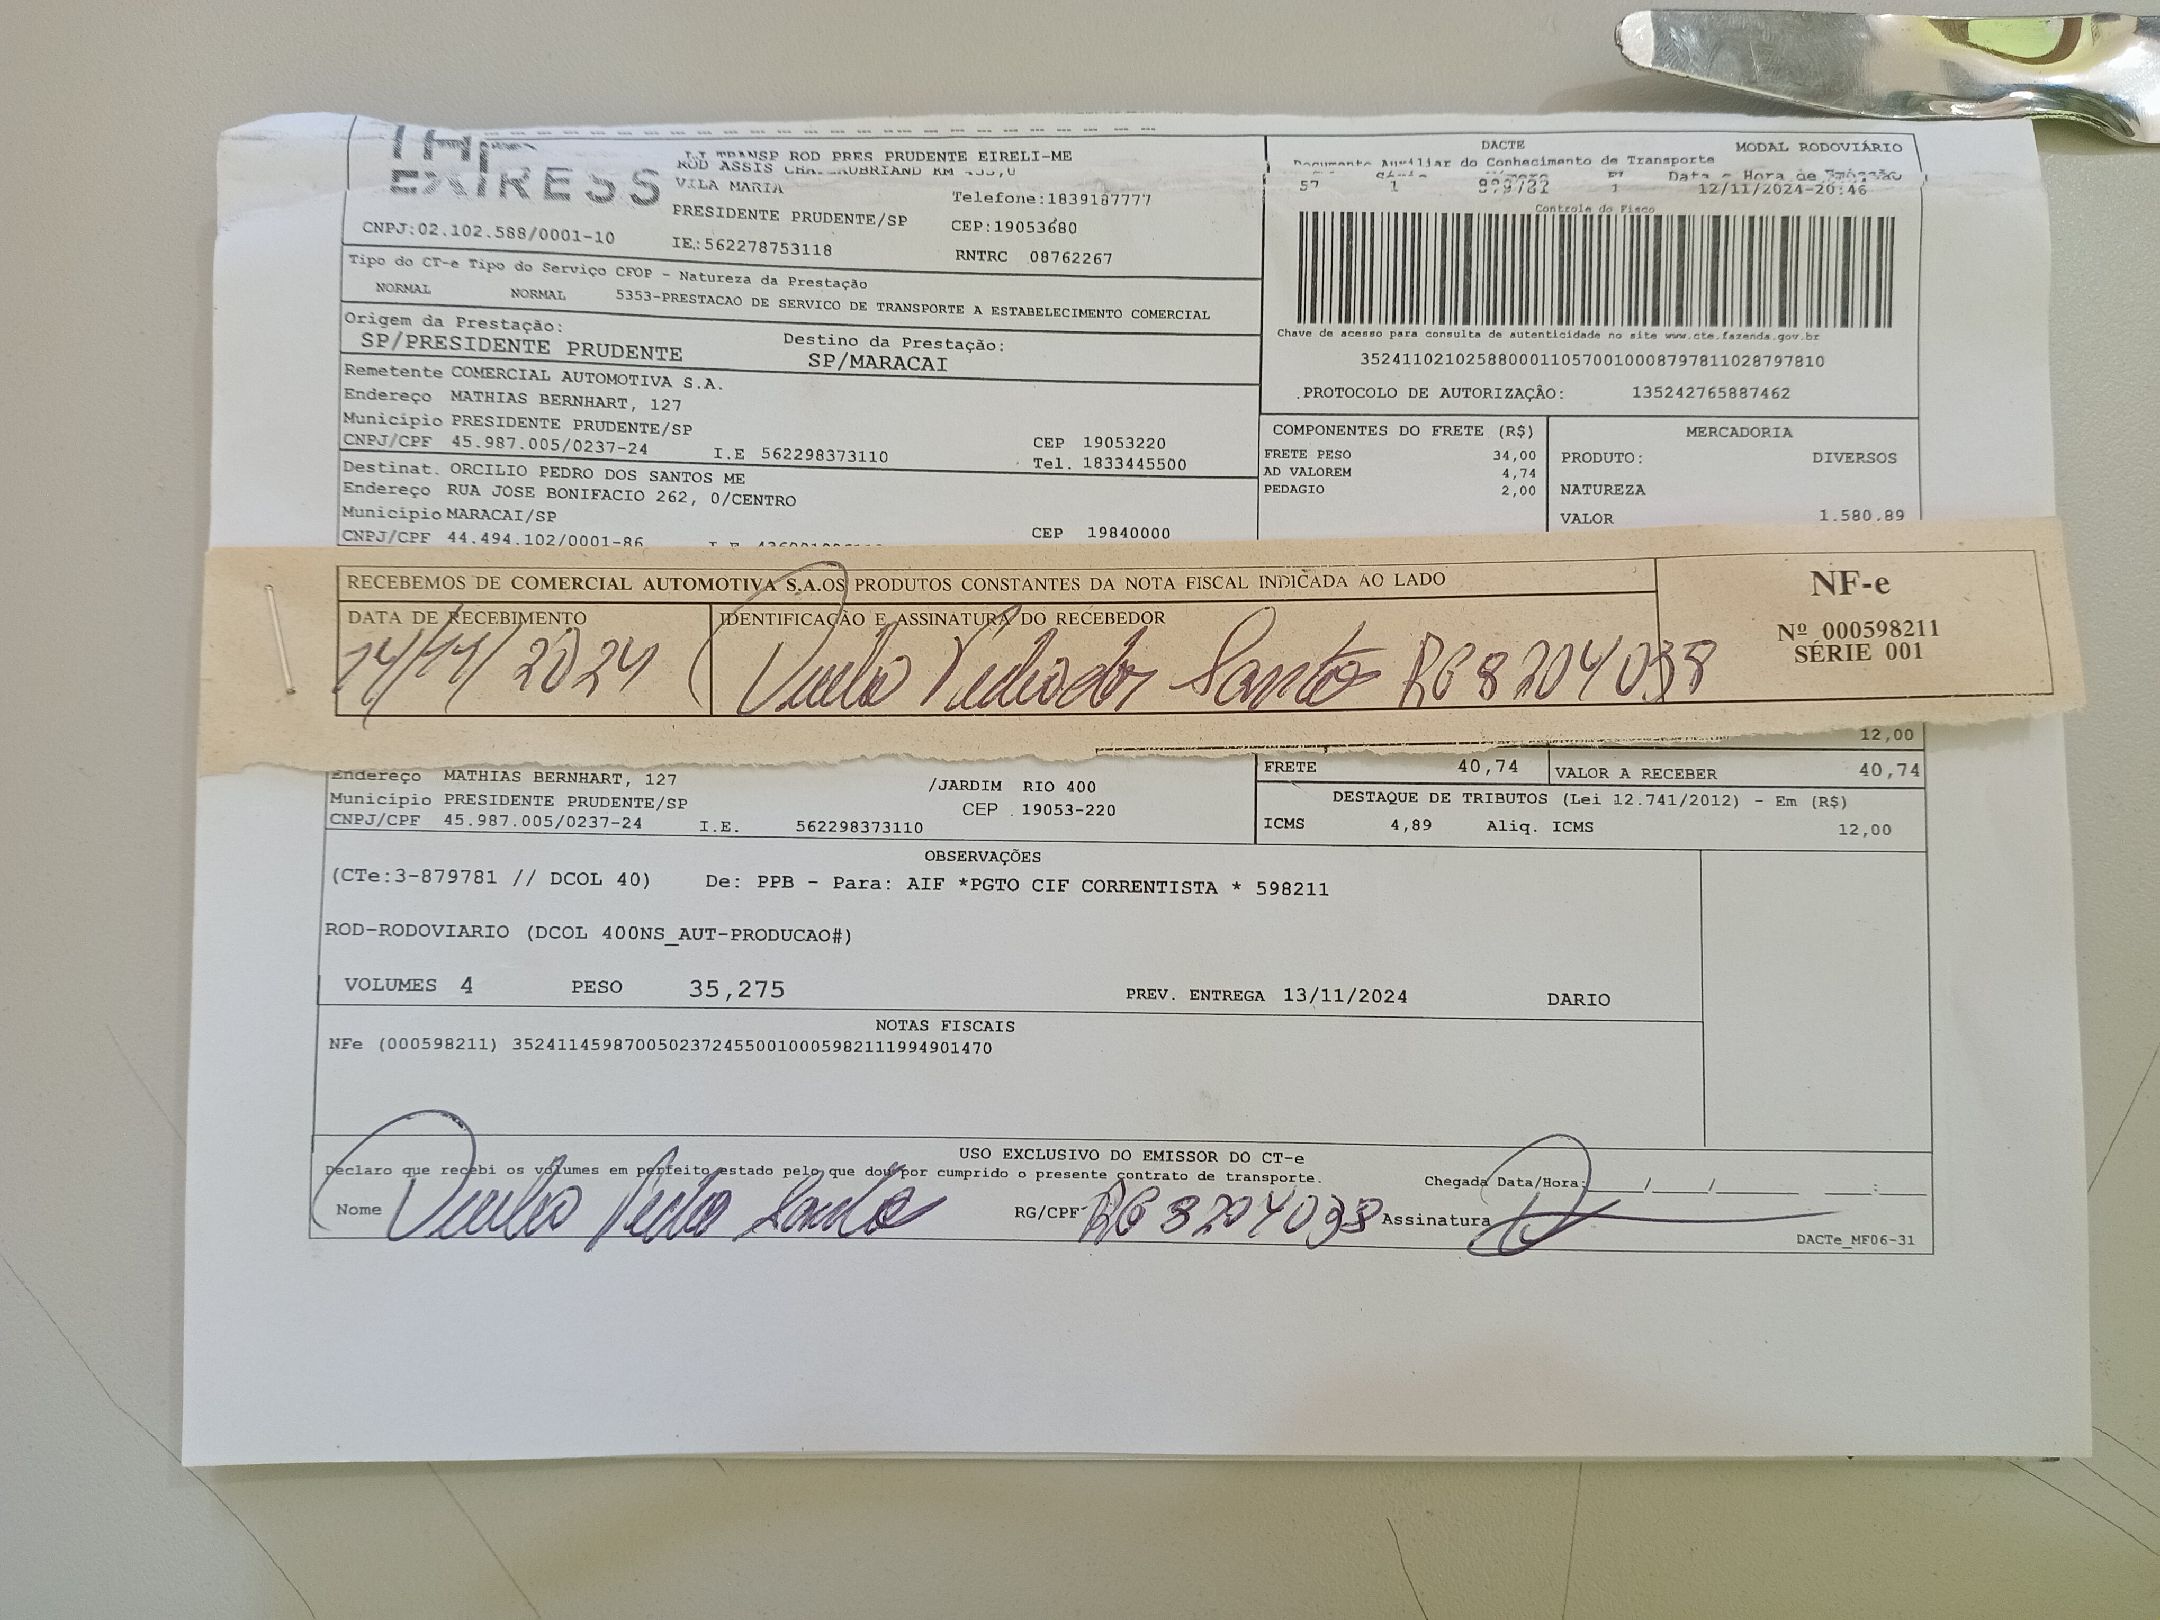 EXPRESS
TRANSP ROD PRES PRUDENTE EIRELI-ME
ROD ASSIS
VILA MARIA
Telefone:1839187777
PRESIDENTE PRUDENTE/SP
CEP:19053680
CNPJ:02.102.588/0001-10
IE:562278753118
RNTRC 08762267
DACTE
MODAL RODOVIÁRIO
Documento Auxiliar do Conhecimento de Transporte
Data e Hora de Emissão
57 1
1 12/11/2024-20:46
Controle do Fisco
Tipo do CT-e Tipo do Serviço CFOP - Natureza da Prestação
NORMAL NORMAL 5353-PRESTACAO DE SERVICO DE TRANSPORTE A ESTABELECIMENTO COMERCIAL
Origem da Prestação:
SP/PRESIDENTE PRUDENTE
Destino da Prestação:
SP/MARACAI
Chave de acesso para consulta de autenticidade no site www.cte.fazenda.gov.br
35241102102588000110570010008797811028797810
.PROTOCOLO DE AUTORIZAÇÃO: 135242765887462
Remetente COMERCIAL AUTOMOTIVA S.A.
Endereço MATHIAS BERNHART, 127
Município PRESIDENTE PRUDENTE/SP
CEP 19053220
CNPJ/CPF 45.987.005/0237-24 I.E 562298373110
Tel. 1833445500
Destinat. ORCILIO PEDRO DOS SANTOS ME
Endereço RUA JOSE BONIFACIO 262, 0/CENTRO
Município MARACAI/SP
CEP 19840000
CNPJ/CPF 44.494.102/0001-86
COMPONENTES DO FRETE (R$)
FRETE PESO 34,00
AD VALOREM 4,74
PEDAGIO 2,00
MERCADORIA
PRODUTO: DIVERSOS
NATUREZA
VALOR 1.580,89
RECEBEMOS DE COMERCIAL AUTOMOTIVA S.A.OS PRODUTOS CONSTANTES DA NOTA FISCAL INDICADA AO LADO
DATA DE RECEBIMENTO
14/11/2024
IDENTIFICAÇÃO E ASSINATURA DO RECEBEDOR
Santos RG 8204038
NF-e
Nº 000598211
SÉRIE 001
12,00
Endereço MATHIAS BERNHART, 127 /JARDIM RIO 400
Município PRESIDENTE PRUDENTE/SP CEP . 19053-220
CNPJ/CPF 45.987.005/0237-24 I.E. 562298373110
FRETE 40,74
VALOR A RECEBER 40,74
DESTAQUE DE TRIBUTOS (Lei 12.741/2012) - Em (R$)
ICMS 4,89 Aliq. ICMS 12,00
OBSERVAÇÕES
(CTe:3-879781 // DCOL 40) De: PPB - Para: AIF *PGTO CIF CORRENTISTA * 598211
ROD-RODOVIARIO (DCOL 400NS_AUT-PRODUCAO#)
VOLUMES 4 PESO 35,275 PREV. ENTREGA 13/11/2024 DARIO
NOTAS FISCAIS
NFe (000598211) 35241145987005023724550010005982111994901470
USO EXCLUSIVO DO EMISSOR DO CT-e
Declaro que recebi os volumes em perfeito estado pelo que dou por cumprido o presente contrato de transporte.
Chegada Data/Hora: / / :
Nome
RG/CPF RG 8204038 Assinatura
DACTe_MF06-31